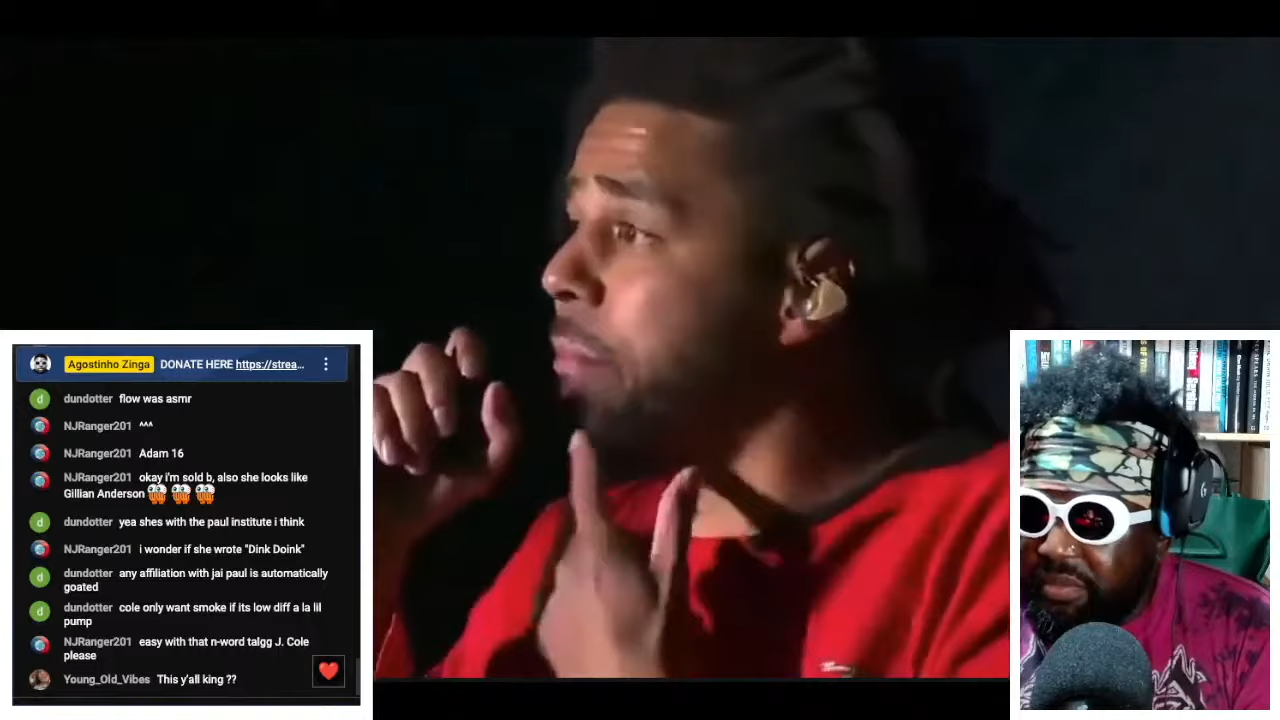 Agostinho Zinga DONATE HERE https://strea...
dundotter flow was asmr
NJRanger201 ^^^
NJRanger201 Adam 16
NJRanger201 okay i'm sold b, also she looks like
Gillian Anderson
dundotter yea shes with the paul institute i think
NJRanger201 i wonder if she wrote "Dink Doink"
dundotter any affiliation with jai paul is automatically
goated
dundotter cole only want smoke if its low diff a la lil
pump
NJRanger201 easy with that n-word talgg J. Cole
please
Young_Old_Vibes This y'all king ??